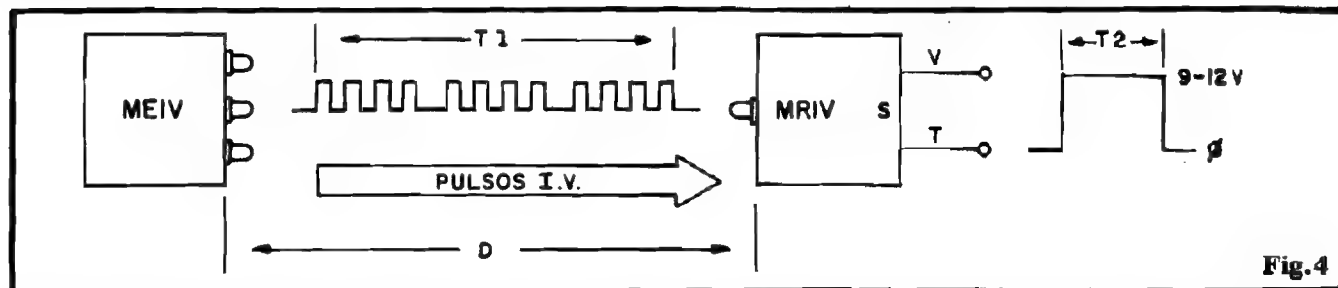 T1
V
T2
9-12V
MEIV
MRIV
S
T
Ø
PULSOS I.V.
D
Fig.4